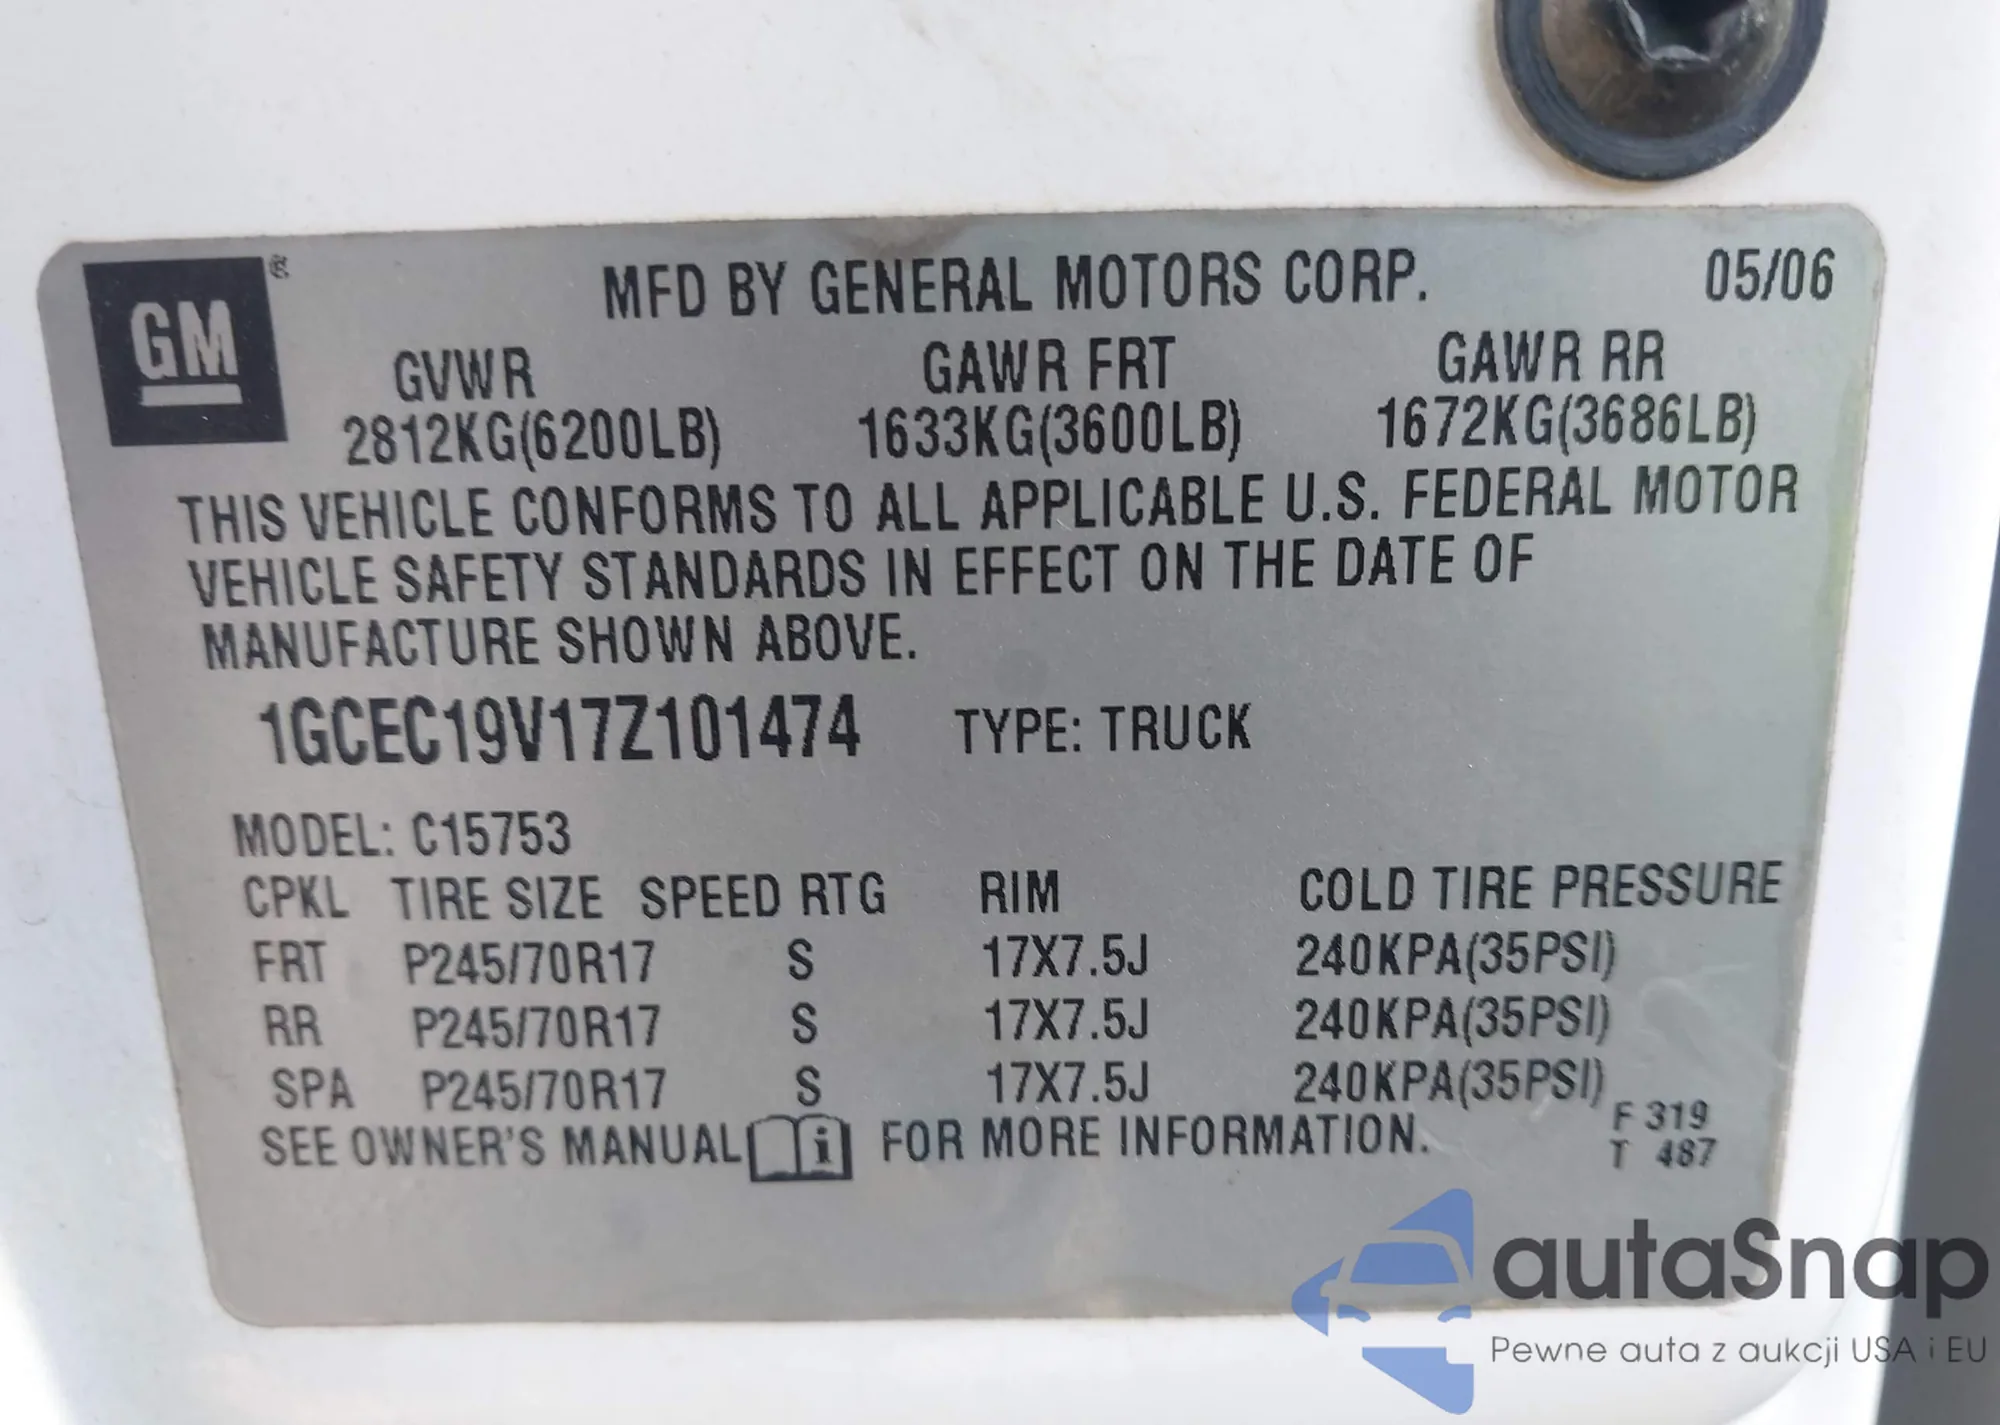 GM ®
MFD BY GENERAL MOTORS CORP. 05/06
GVWR GAWR FRT GAWR RR
2812KG(6200LB) 1633KG(3600LB) 1672KG(3686LB)
THIS VEHICLE CONFORMS TO ALL APPLICABLE U.S. FEDERAL MOTOR
VEHICLE SAFETY STANDARDS IN EFFECT ON THE DATE OF
MANUFACTURE SHOWN ABOVE.
1GCEC19V17Z101474 TYPE: TRUCK
MODEL: C15753
CPKL TIRE SIZE SPEED RTG RIM COLD TIRE PRESSURE
FRT P245/70R17 S 17X7.5J 240KPA(35PSI)
RR P245/70R17 S 17X7.5J 240KPA(35PSI)
SPA P245/70R17 S 17X7.5J 240KPA(35PSI)
F 319
SEE OWNER'S MANUAL i FOR MORE INFORMATION.
T 487
autaSnap
Pewne auta z aukcji USA i EU